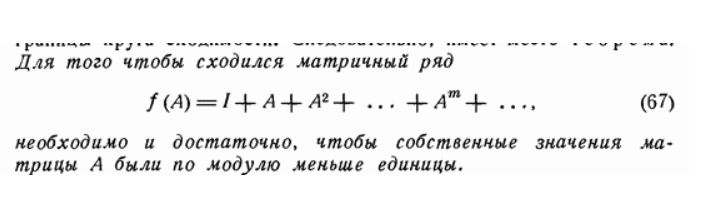 Для того чтобы сходился матричный ряд
f (A) = I + A + A² + ... + Aᵐ + ..., (67)
необходимо и достаточно, чтобы собственные значения ма-
трицы A были по модулю меньше единицы.